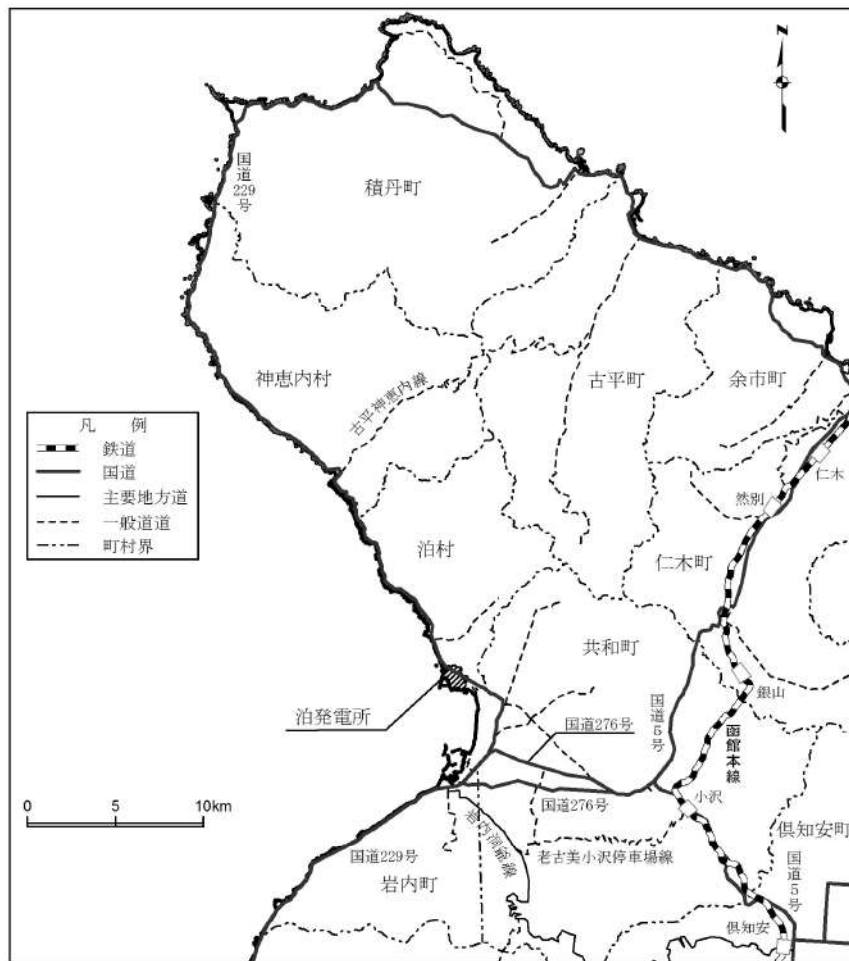 N
国道229号
積丹町
神恵内村
古平神恵内線
古平町
余市町
凡 例
鉄道
国道
主要地方道
一般道道
町村界
仁木
然別
泊村
仁木町
共和町
泊発電所
国道276号
国道5号
銀山
函館本線
0 5 10km
国道276号
小沢
倶知安町
岩内洞爺線
国道229号
老古美小沢停車場線
国道5号
岩内町
倶知安